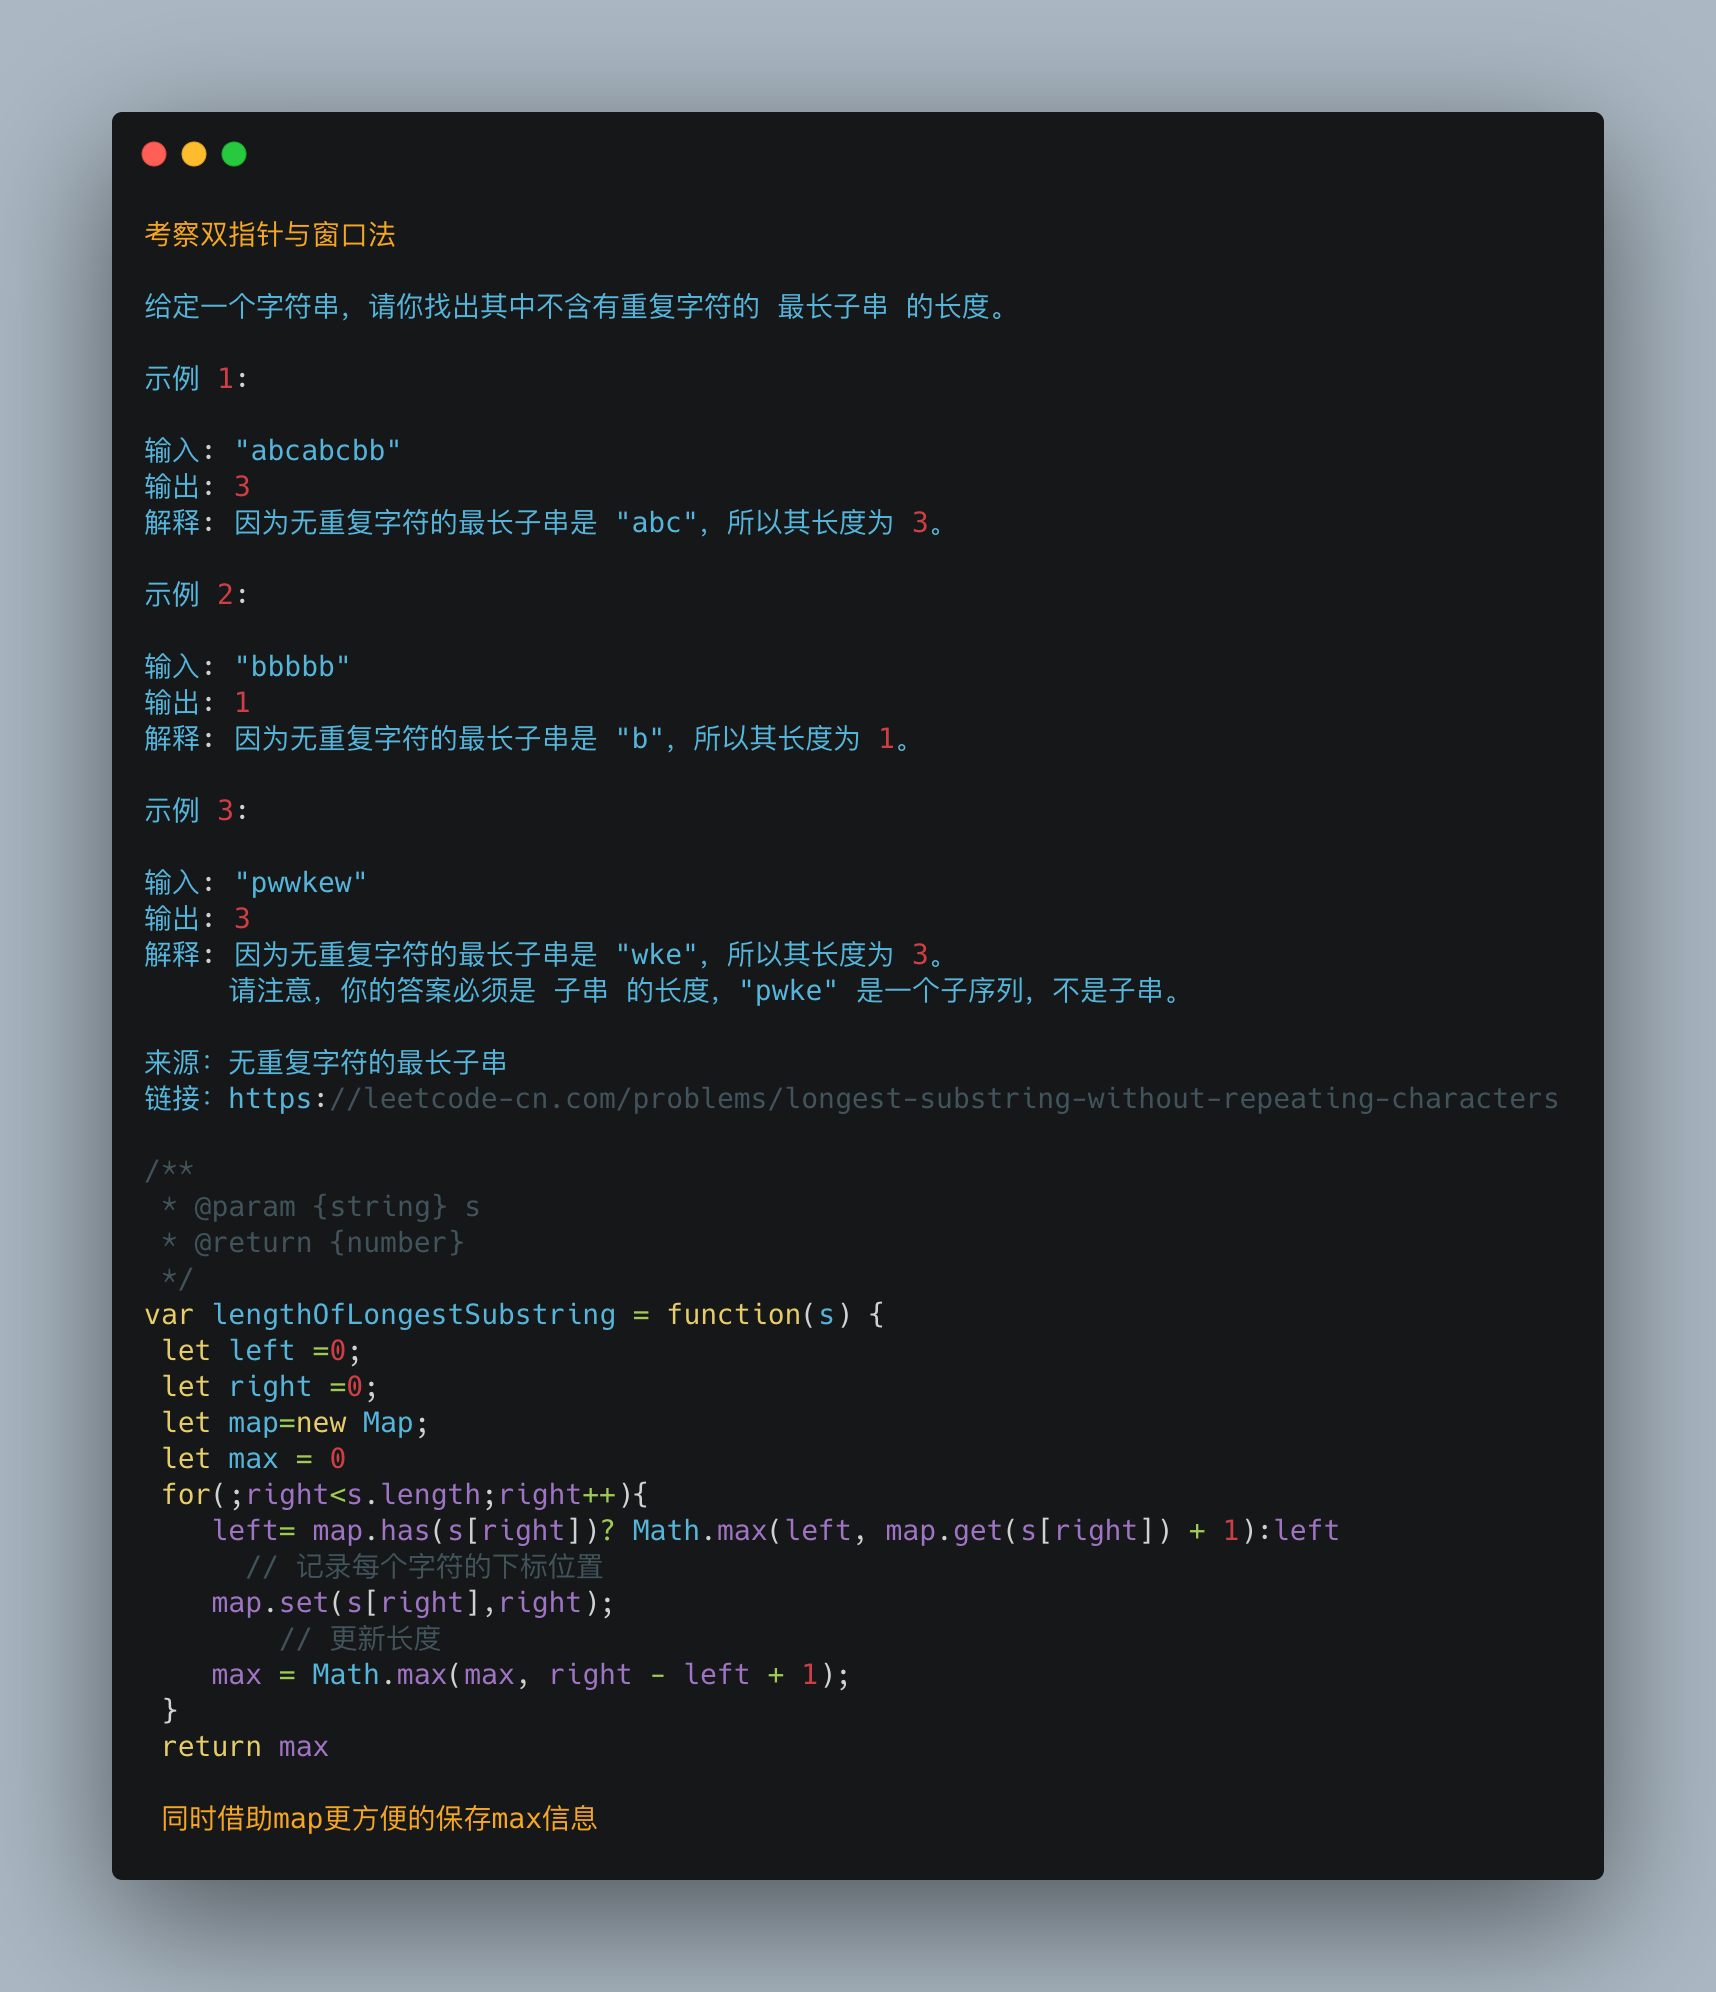 考察双指针与窗口法
给定一个字符串，请你找出其中不含有重复字符的 最长子串 的长度。
示例 1:
输入: "abcabcbb"
输出: 3
解释: 因为无重复字符的最长子串是 "abc"，所以其长度为 3。
示例 2:
输入: "bbbbb"
输出: 1
解释: 因为无重复字符的最长子串是 "b"，所以其长度为 1。
示例 3:
输入: "pwwkew"
输出: 3
解释: 因为无重复字符的最长子串是 "wke"，所以其长度为 3。
     请注意，你的答案必须是 子串 的长度，"pwke" 是一个子序列，不是子串。
来源：无重复字符的最长子串
链接：https://leetcode-cn.com/problems/longest-substring-without-repeating-characters
/**
 * @param {string} s
 * @return {number}
 */
var lengthOfLongestSubstring = function(s) {
 let left =0;
 let right =0;
 let map=new Map;
 let max = 0
 for(;right<s.length;right++){
    left= map.has(s[right])? Math.max(left, map.get(s[right]) + 1):left
      // 记录每个字符的下标位置
    map.set(s[right],right);
        // 更新长度
    max = Math.max(max, right - left + 1);
 }
 return max
 同时借助map更方便的保存max信息